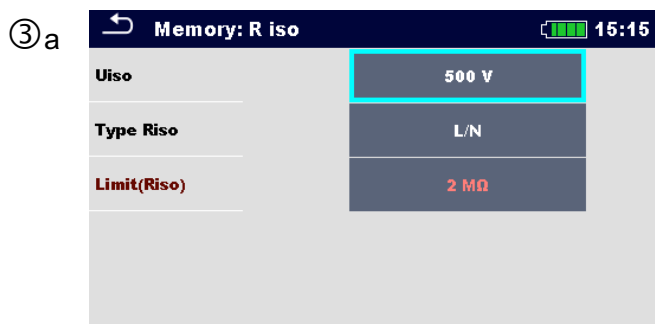 ③a
Memory: R iso 15:15
Uiso 500 V
Type Riso L/N
Limit(Riso) 2 MΩ